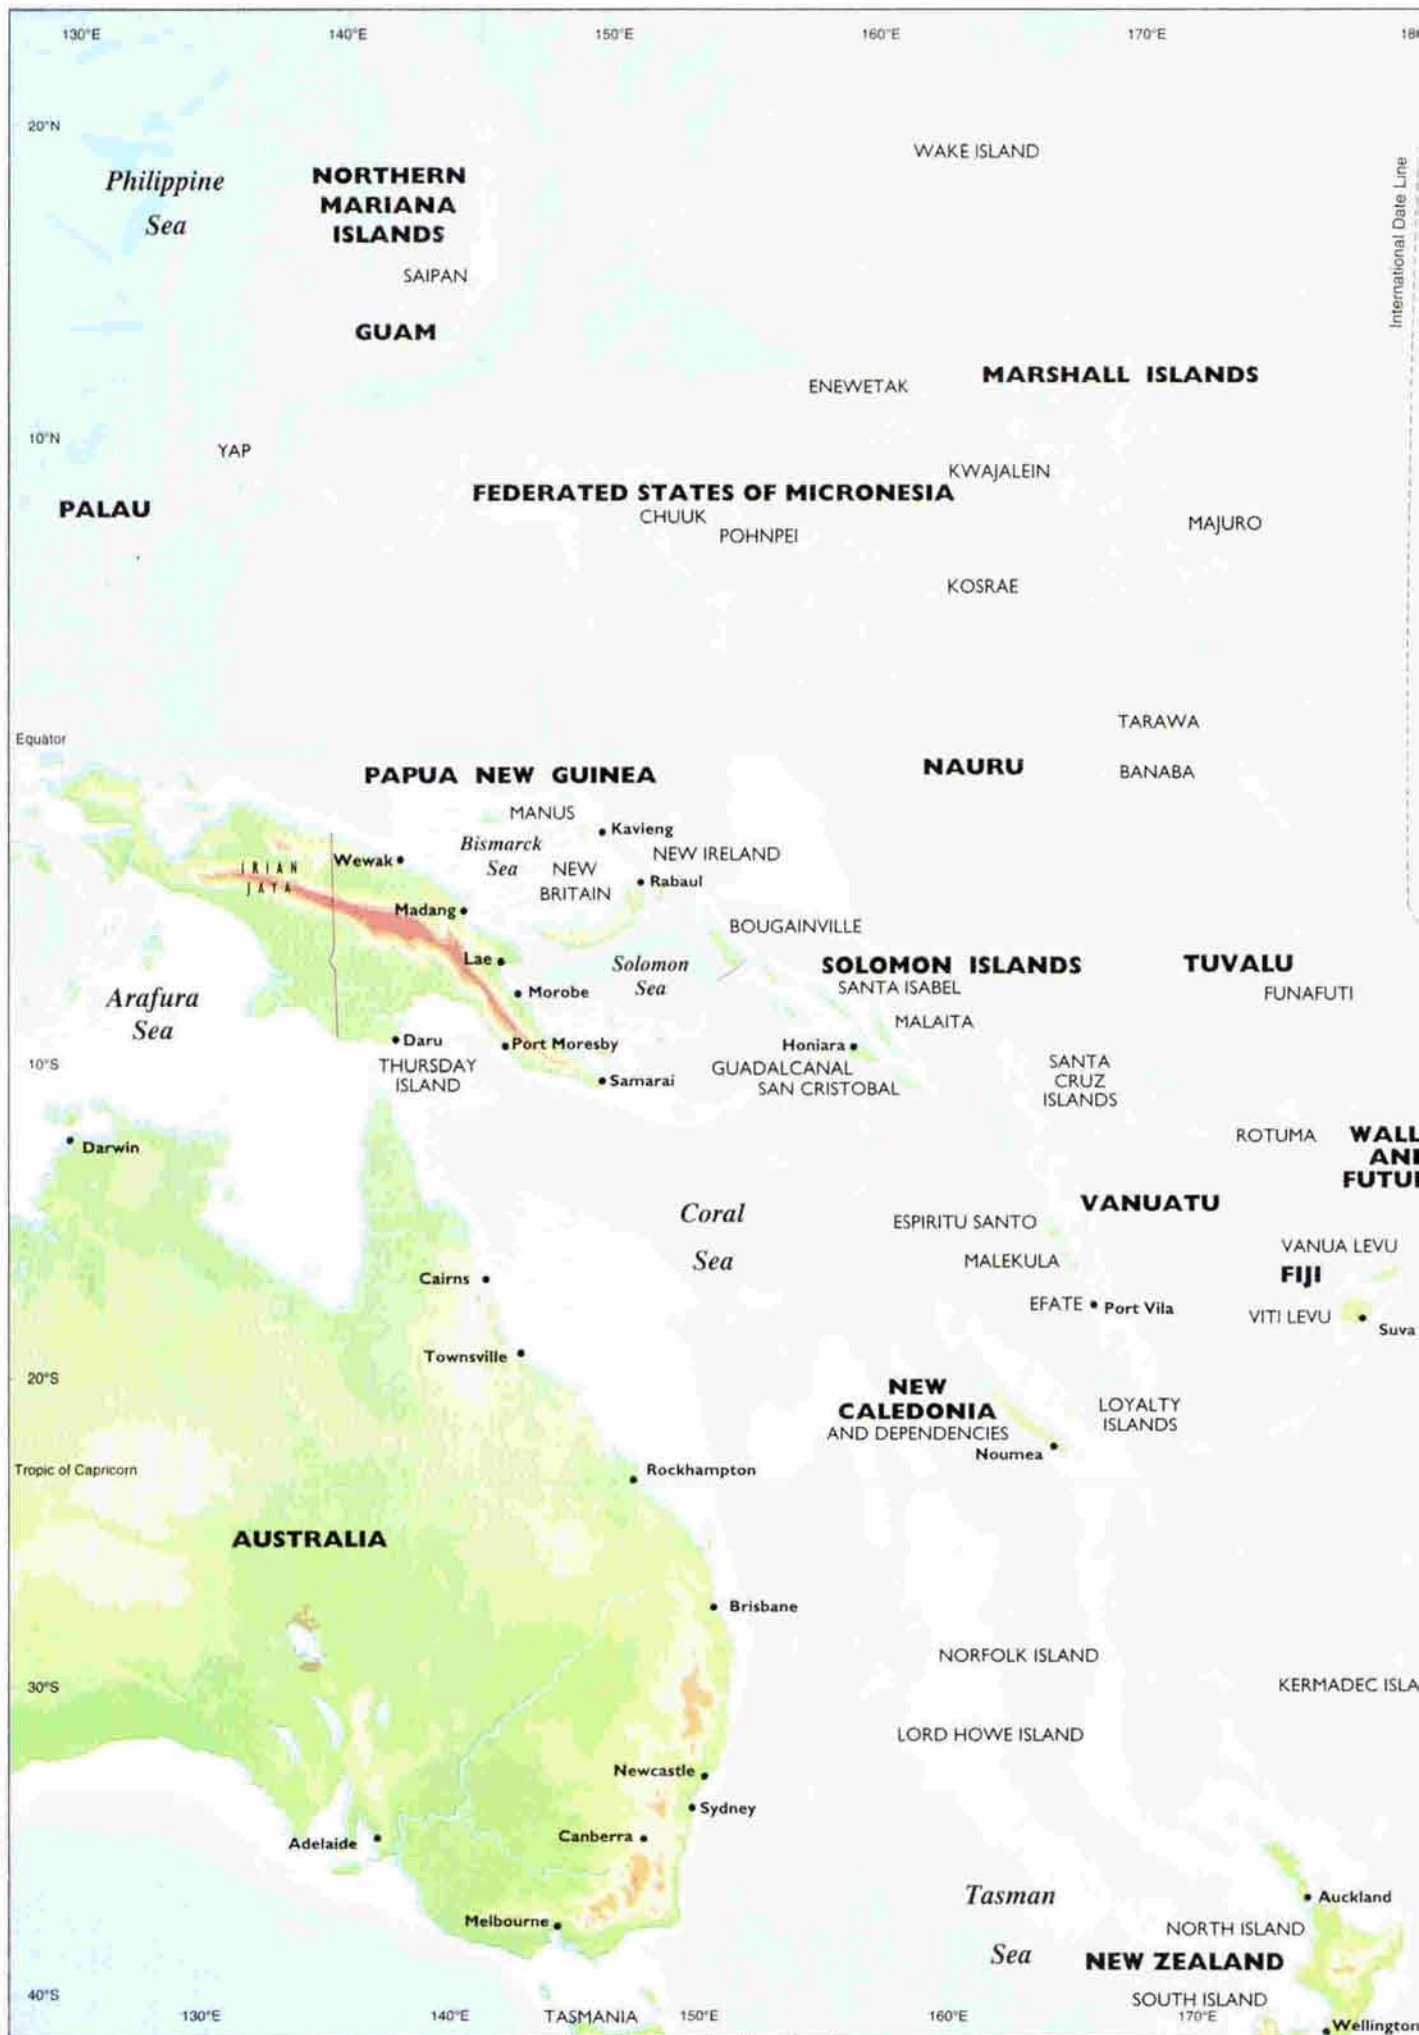 130°E
140°E
150°E
160°E
170°E
20°N
WAKE ISLAND
International Date Line
Philippine
Sea
NORTHERN
MARIANA
ISLANDS
SAIPAN
GUAM
ENEWETAK
MARSHALL ISLANDS
10°N
YAP
KWAJALEIN
PALAU
FEDERATED STATES OF MICRONESIA
CHUUK
POHNPEI
MAJURO
KOSRAE
TARAWA
Equator
PAPUA NEW GUINEA
NAURU
BANABA
MANUS
Kavieng
Bismarck
Sea
NEW IRELAND
Wewak
IRIAN
JAYA
NEW
BRITAIN
Rabaul
Madang
BOUGAINVILLE
Lae
Solomon
Sea
SOLOMON ISLANDS
SANTA ISABEL
TUVALU
FUNAFUTI
Arafura
Sea
Morobe
MALAITA
Daru
Port Moresby
Honiara
10°S
THURSDAY
ISLAND
Samarai
GUADALCANAL
SAN CRISTOBAL
SANTA
CRUZ
ISLANDS
Darwin
ROTUMA
WALL
AND
FUTU
VANUATU
Coral
Sea
ESPIRITU SANTO
MALEKULA
VANUA LEVU
FIJI
Cairns
EFATE
Port Vila
VITI LEVU
Suva
Townsville
20°S
NEW
CALEDONIA
AND DEPENDENCIES
LOYALTY
ISLANDS
Noumea
Tropic of Capricorn
Rockhampton
AUSTRALIA
Brisbane
NORFOLK ISLAND
30°S
KERMADEC ISLA
LORD HOWE ISLAND
Newcastle
Sydney
Adelaide
Canberra
Tasman
Sea
Auckland
Melbourne
NORTH ISLAND
NEW ZEALAND
40°S
SOUTH ISLAND
130°E
140°E
TASMANIA
150°E
160°E
170°E
Wellington